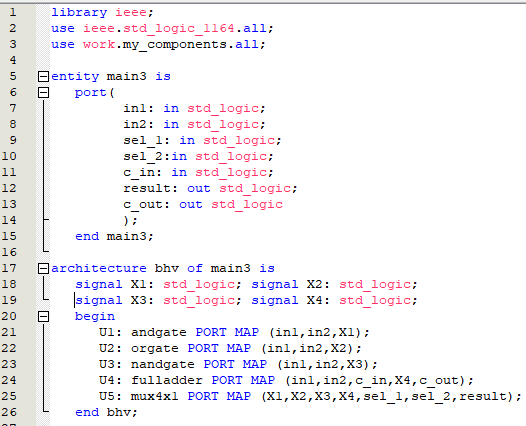 1 library ieee;
2 use ieee.std_logic_1164.all;
3 use work.my_components.all;
4
5 entity main3 is
6 port(
7 in1: in std_logic;
8 in2: in std_logic;
9 sel_1: in std_logic;
10 sel_2:in std_logic;
11 c_in: in std_logic;
12 result: out std_logic;
13 c_out: out std_logic
14 );
15 end main3;
16
17 architecture bhv of main3 is
18 signal X1: std_logic; signal X2: std_logic;
19 signal X3: std_logic; signal X4: std_logic;
20 begin
21 U1: andgate PORT MAP (in1,in2,X1);
22 U2: orgate PORT MAP (in1,in2,X2);
23 U3: nandgate PORT MAP (in1,in2,X3);
24 U4: fulladder PORT MAP (in1,in2,c_in,X4,c_out);
25 U5: mux4x1 PORT MAP (X1,X2,X3,X4,sel_1,sel_2,result);
26 end bhv;